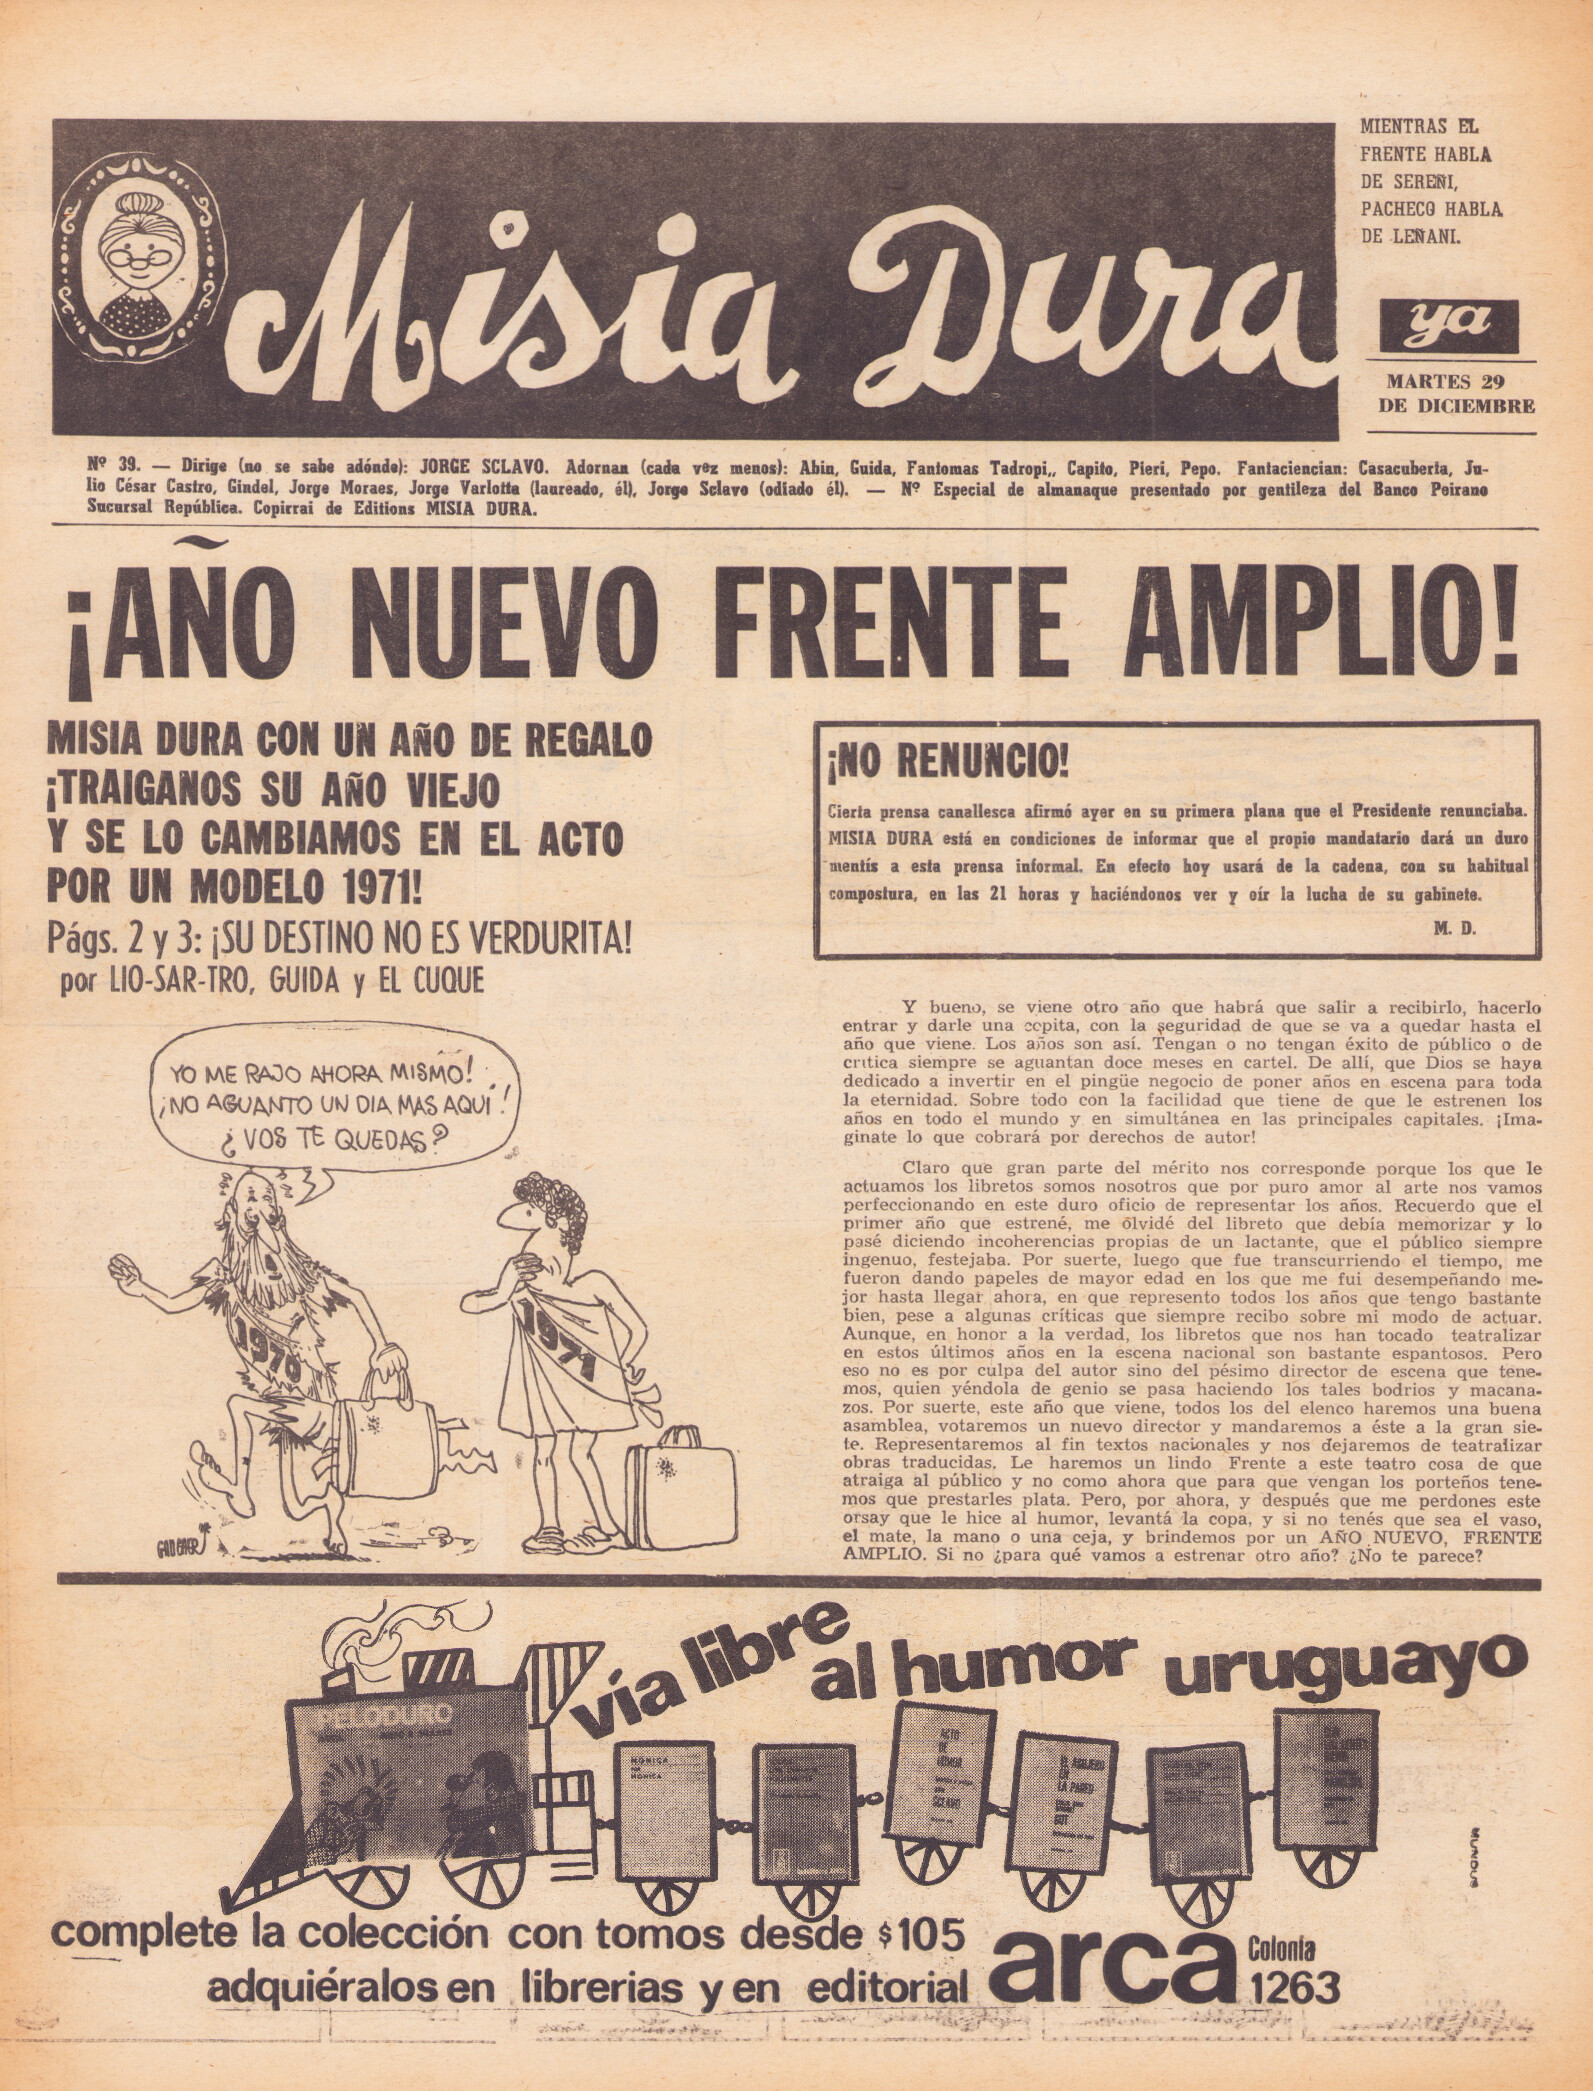 MIENTRAS EL
FRENTE HABLA
DE SEREÑI,
PACHECO HABLA
DE LEÑANI.
Misia Dura
ya
MARTES 29
DE DICIEMBRE
Nº 39. — Dirige (no se sabe adónde): JORGE SCLAVO. Adornan (cada vez menos): Abin, Guida, Fantomas Tadropi,, Capito, Pieri, Pepo. Fantaciencian: Casacuberta, Ju-
lio César Castro, Gindel, Jorge Moraes, Jorge Varlotta (laureado, él), Jorge Sclavo (odiado él). — Nº Especial de almanaque presentado por gentileza del Banco Peirano
Sucursal República. Copirrai de Editions MISIA DURA.
¡AÑO NUEVO FRENTE AMPLIO!
MISIA DURA CON UN AÑO DE REGALO
¡TRAIGANOS SU AÑO VIEJO
Y SE LO CAMBIAMOS EN EL ACTO
POR UN MODELO 1971!
Págs. 2 y 3: ¡SU DESTINO NO ES VERDURITA!
por LIO-SAR-TRO, GUIDA y EL CUQUE
¡NO RENUNCIO!
Cierta prensa canallesca afirmó ayer en su primera plana que el Presidente renunciaba.
MISIA DURA está en condiciones de informar que el propio mandatario dará un duro
mentís a esta prensa informal. En efecto hoy usará de la cadena, con su habitual
compostura, en las 21 horas y haciéndonos ver y oír la lucha de su gabinete.
M. D.
YO ME RAJO AHORA MISMO!
¡NO AGUANTO UN DIA MAS AQUI!
¿VOS TE QUEDAS?
1970
1971
Y bueno, se viene otro año que habrá que salir a recibirlo, hacerlo
entrar y darle una copita, con la seguridad de que se va a quedar hasta el
año que viene. Los años son así. Tengan o no tengan éxito de público o de
crítica siempre se aguantan doce meses en cartel. De allí, que Dios se haya
dedicado a invertir en el pingüe negocio de poner años en escena para toda
la eternidad. Sobre todo con la facilidad que tiene de que le estrenen los
años en todo el mundo y en simultánea en las principales capitales. ¡Ima-
ginate lo que cobrará por derechos de autor!
Claro que gran parte del mérito nos corresponde porque los que le
actuamos los libretos somos nosotros que por puro amor al arte nos vamos
perfeccionando en este duro oficio de representar los años. Recuerdo que el
primer año que estrené, me olvidé del libreto que debía memorizar y lo
pasé diciendo incoherencias propias de un lactante, que el público siempre
ingenuo, festejaba. Por suerte, luego que fue transcurriendo el tiempo, me
fueron dando papeles de mayor edad en los que me fui desempeñando me-
jor hasta llegar ahora, en que represento todos los años que tengo bastante
bien, pese a algunas críticas que siempre recibo sobre mi modo de actuar.
Aunque, en honor a la verdad, los libretos que nos han tocado teatralizar
en estos últimos años en la escena nacional son bastante espantosos. Pero
eso no es por culpa del autor sino del pésimo director de escena que tene-
mos, quien yéndola de genio se pasa haciendo los tales bodrios y macana-
zos. Por suerte, este año que viene, todos los del elenco haremos una buena
asamblea, votaremos un nuevo director y mandaremos a éste a la gran sie-
te. Representaremos al fin textos nacionales y nos dejaremos de teatralizar
obras traducidas. Le haremos un lindo Frente a este teatro cosa de que
atraiga al público y no como ahora que para que vengan los porteños tene-
mos que prestarles plata. Pero, por ahora, y después que me perdones este
orsay que le hice al humor, levantá la copa, y si no tenés que sea el vaso,
el mate, la mano o una ceja, y brindemos por un AÑO NUEVO, FRENTE
AMPLIO. Si no ¿para qué vamos a estrenar otro año? ¿No te parece?
vía libre
al humor uruguayo
PELODURO
MONICA
POR
MONICA
ACTO
DE
HUMOR
SCLAVO
EL AGUJERO
EN
LA PARED
complete la colección con tomos desde $105
adquiéralos en librerias y en editorial arca
Colonia
1263